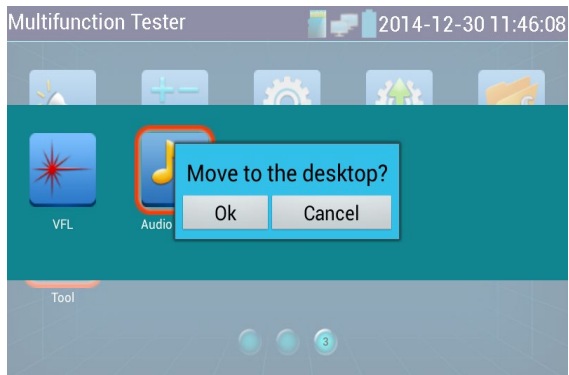 Multifunction Tester 2014-12-30 11:46:08
Move to the desktop?
Ok Cancel
VFL Audio
Tool
3